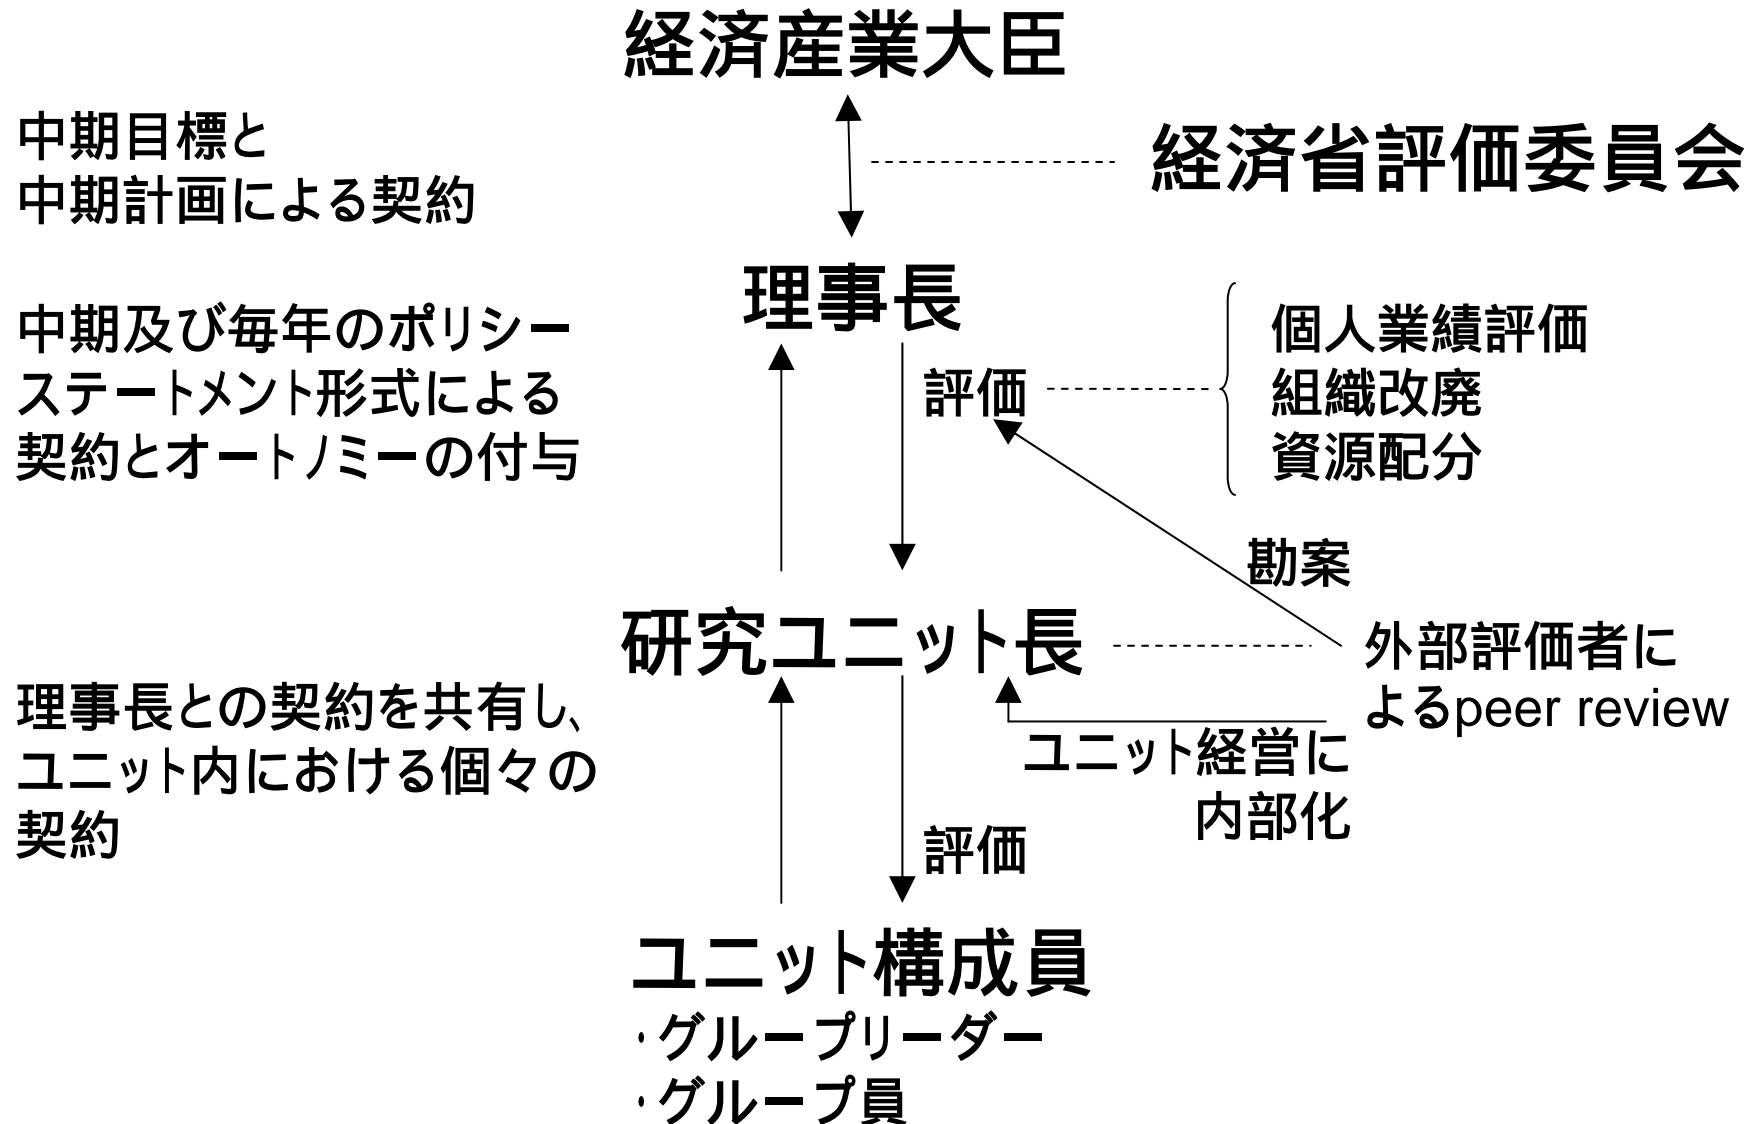 経済産業大臣
中期目標と
中期計画による契約
経済省評価委員会
理事長
中期及び毎年のポリシー
ステートメント形式による
契約とオートノミーの付与
評価
個人業績評価
組織改廃
資源配分
勘案
研究ユニット長
外部評価者に
よるpeer review
理事長との契約を共有し、
ユニット内における個々の
契約
ユニット経営に
内部化
評価
ユニット構成員
・グループリーダー
・グループ員